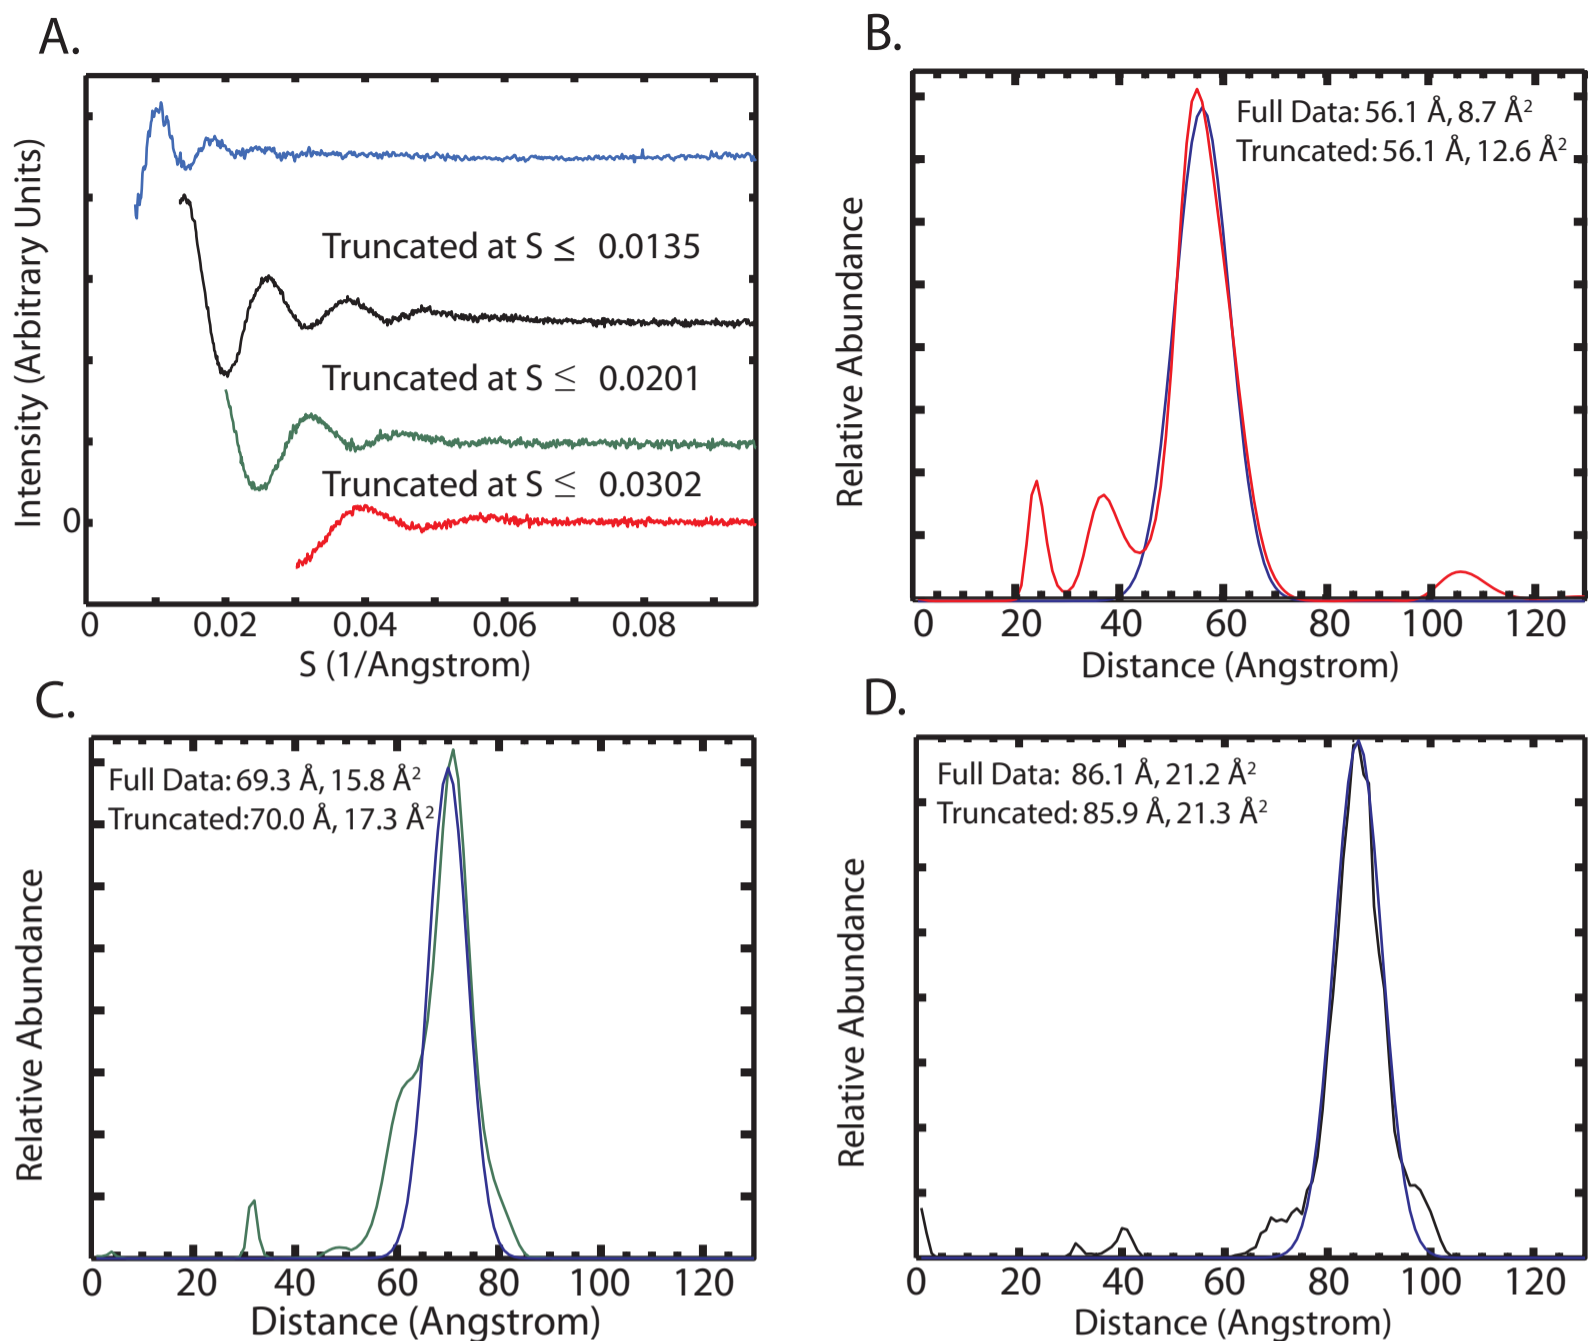 A.
Intensity (Arbitrary Units)
Truncated at S ≤ 0.0135
Truncated at S ≤ 0.0201
Truncated at S ≤ 0.0302
0
0 0.02 0.04 0.06 0.08
S (1/Angstrom)
B.
Relative Abundance
Full Data: 56.1 Å, 8.7 Å²
Truncated: 56.1 Å, 12.6 Å²
0 20 40 60 80 100 120
Distance (Angstrom)
C.
Relative Abundance
Full Data: 69.3 Å, 15.8 Å²
Truncated:70.0 Å, 17.3 Å²
0 20 40 60 80 100 120
Distance (Angstrom)
D.
Relative Abundance
Full Data: 86.1 Å, 21.2 Å²
Truncated: 85.9 Å, 21.3 Å²
0 20 40 60 80 100 120
Distance (Angstrom)